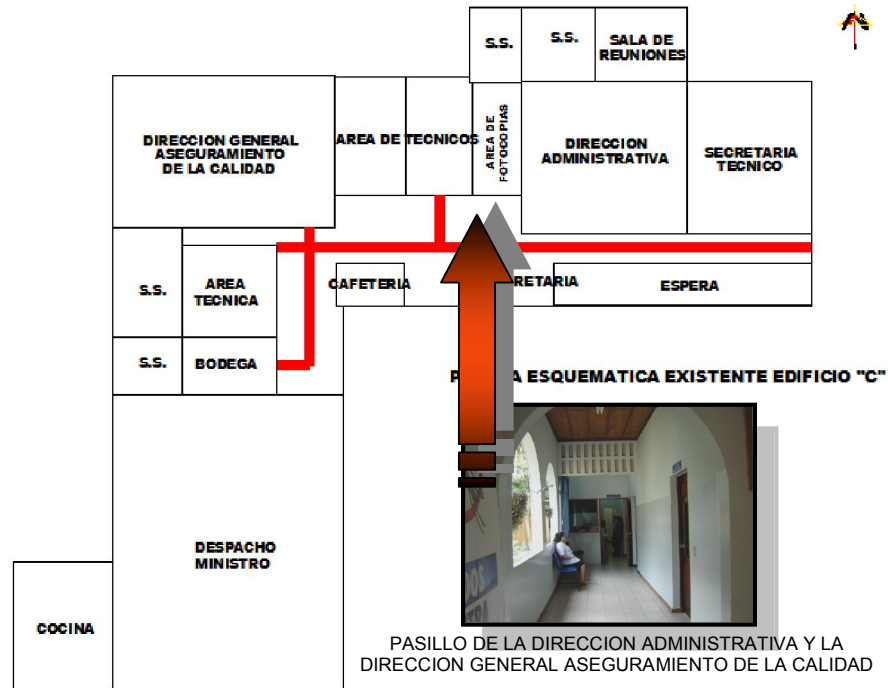 S.S.
S.S.
SALA DE
REUNIONES
DIRECCION GENERAL
ASEGURAMIENTO
DE LA CALIDAD
AREA DE TECNICOS
AREA DE
FOTOCOPIAS
DIRECCION
ADMINISTRATIVA
SECRETARIA
TECNICO
S.S.
AREA
TECNICA
CAFETERIA
RETARIA
ESPERA
S.S.
BODEGA
P
A ESQUEMATICA EXISTENTE EDIFICIO "C"
DESPACHO
MINISTRO
COCINA
PASILLO DE LA DIRECCION ADMINISTRATIVA Y LA
DIRECCION GENERAL ASEGURAMIENTO DE LA CALIDAD